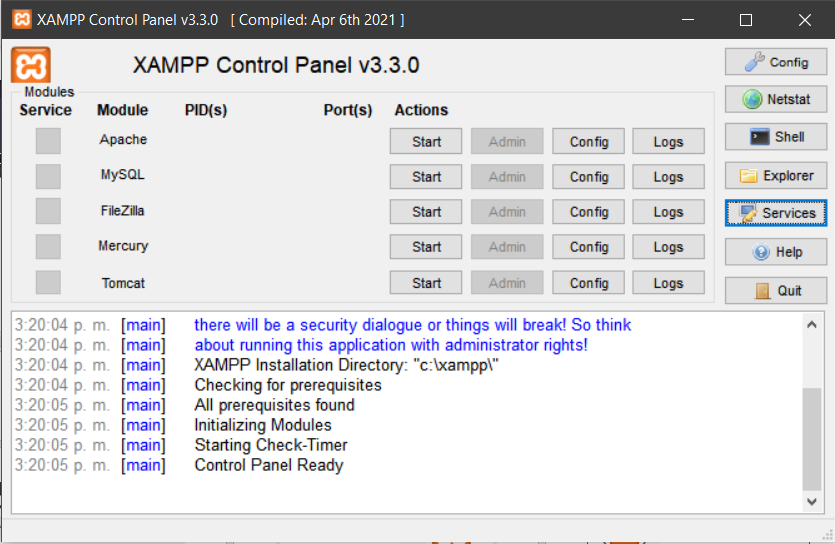 XAMPP Control Panel v3.3.0 [ Compiled: Apr 6th 2021 ]
XAMPP Control Panel v3.3.0
Config
Modules
Service Module PID(s) Port(s) Actions
Netstat
Apache Start Admin Config Logs
Shell
MySQL Start Admin Config Logs
Explorer
FileZilla Start Admin Config Logs
Services
Mercury Start Admin Config Logs
Help
Tomcat Start Admin Config Logs
Quit
3:20:04 p. m. [main] there will be a security dialogue or things will break! So think
3:20:04 p. m. [main] about running this application with administrator rights!
3:20:04 p. m. [main] XAMPP Installation Directory: "c:\xampp\"
3:20:04 p. m. [main] Checking for prerequisites
3:20:05 p. m. [main] All prerequisites found
3:20:05 p. m. [main] Initializing Modules
3:20:05 p. m. [main] Starting Check-Timer
3:20:05 p. m. [main] Control Panel Ready